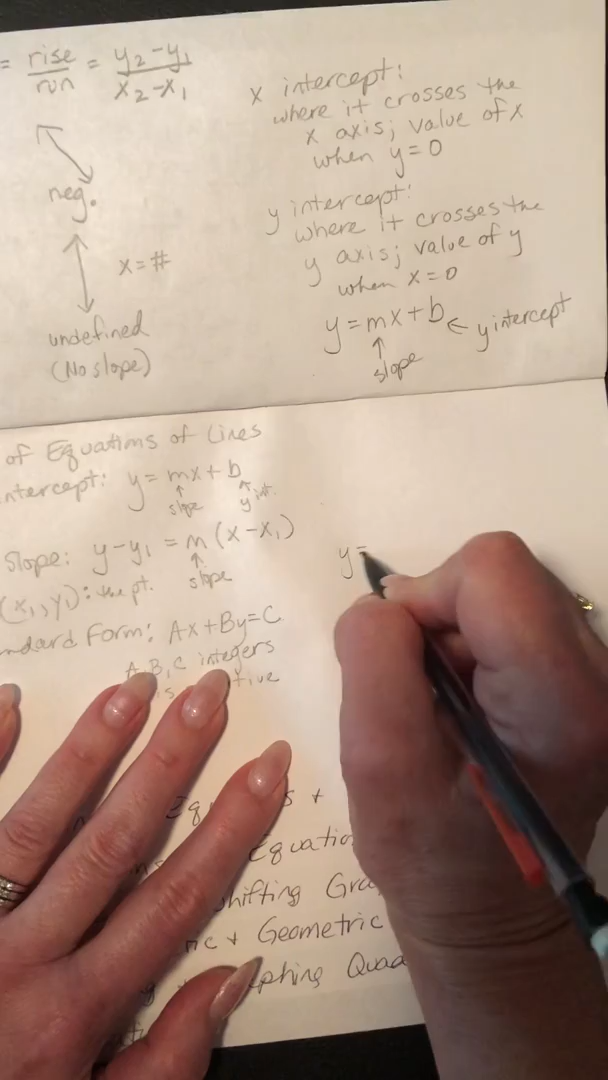 = rise/run = y₂-y₁/x₂-x₁
neg.
x = #
undefined
(No slope)
x intercept:
where it crosses the
x axis; value of x
when y=0
y intercept:
where it crosses the
y axis; value of y
when x=0
y=mx+b ← y intercept
↑
slope
of Equations of Lines
ntercept: y= mx+b
↑ ↑
slope y int.
Slope: y-y₁ = m(x-x₁)
↑
slope
(x₁, y₁): the pt.
ndard Form: Ax+By=C
A, B, C integers
y=
Equatio
hifting Gra
+ Geometric
phing Quad